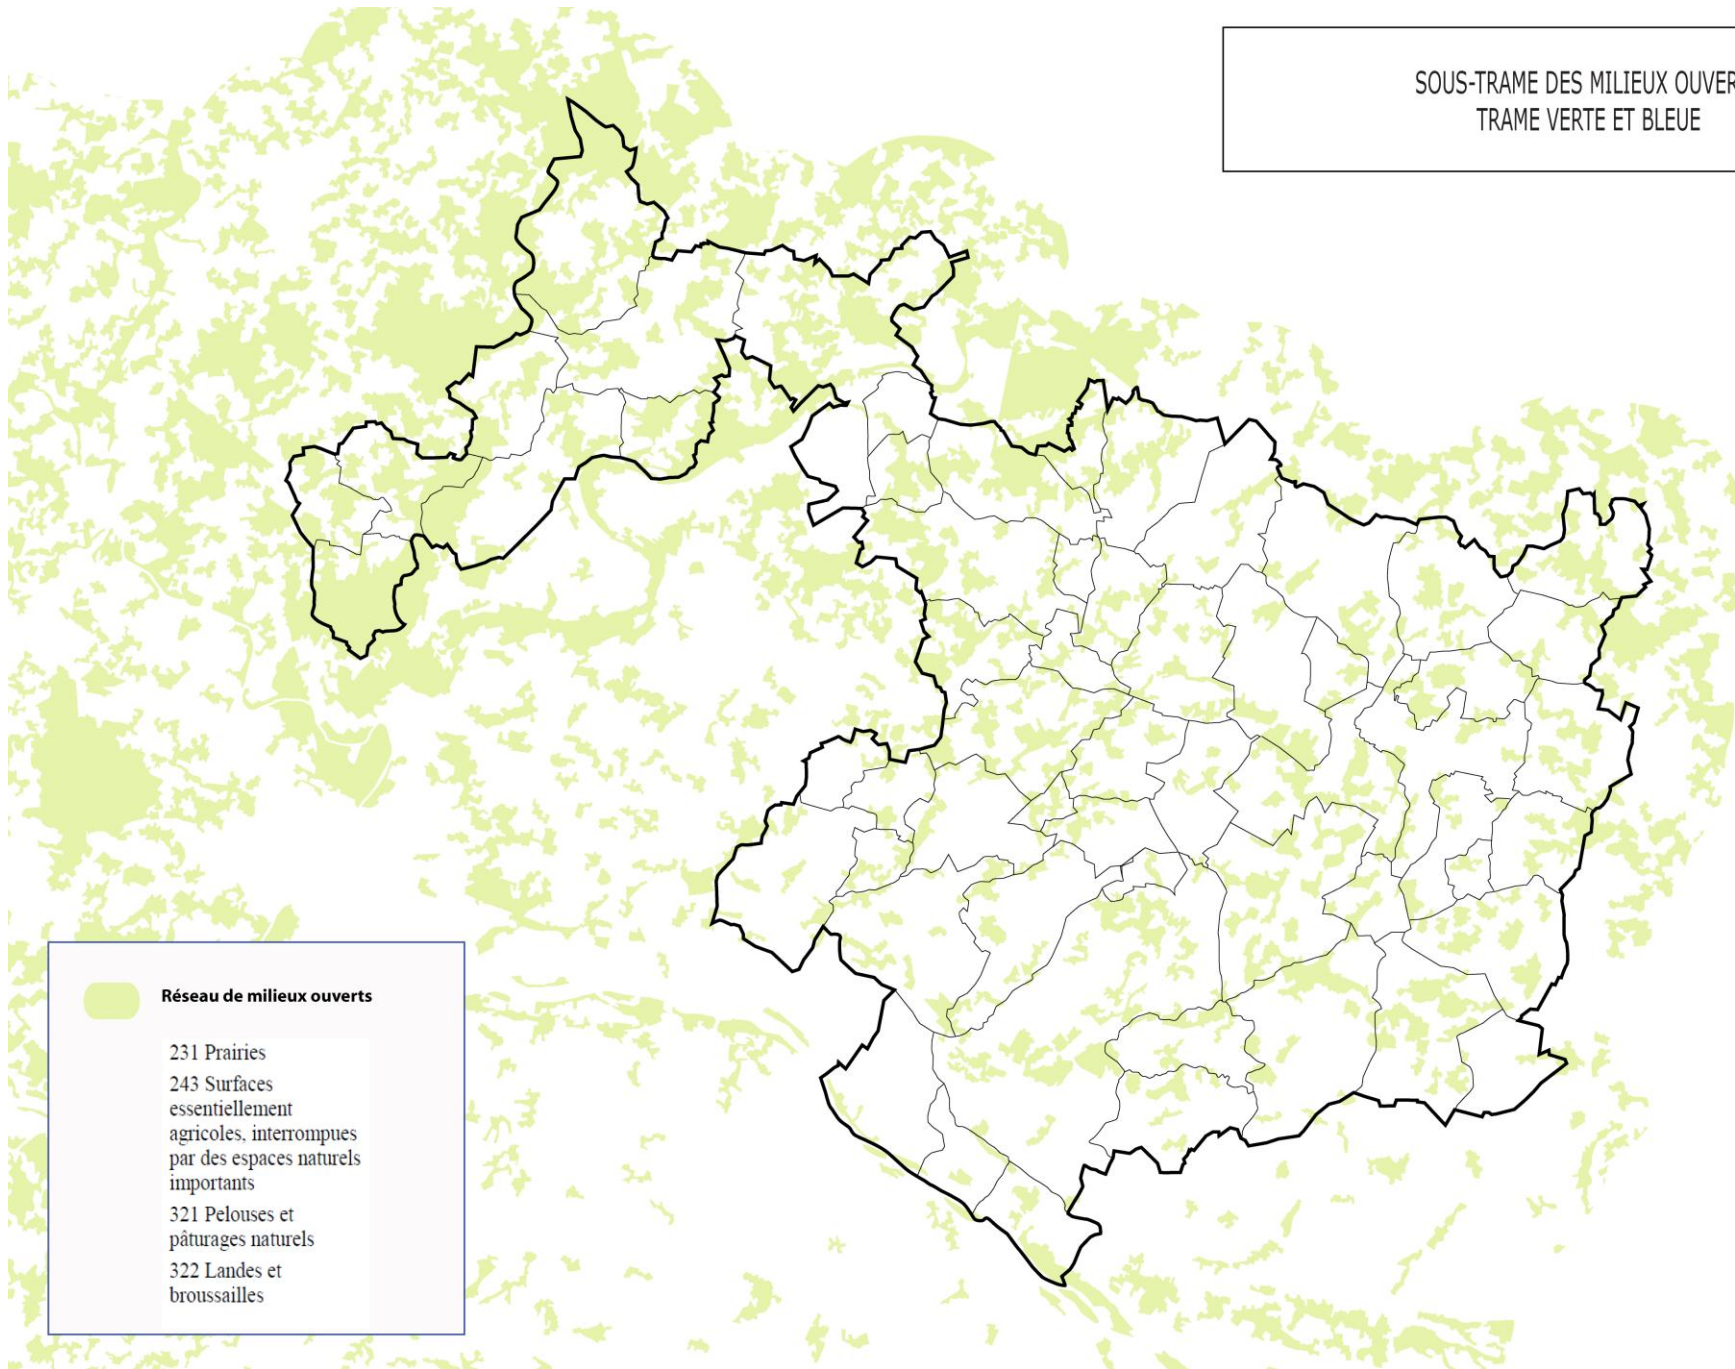 SOUS-TRAME DES MILIEUX OUVER
TRAME VERTE ET BLEUE
Réseau de milieux ouverts
231 Prairies
243 Surfaces
essentiellement
agricoles, interrompues
par des espaces naturels
importants
321 Pelouses et
pâturages naturels
322 Landes et
broussailles